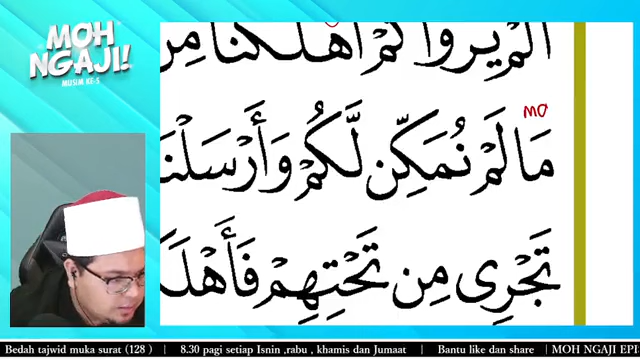 MOH
NGAJI!
MUSIM KE-5
أَلَمْ يَرَوْا كَمْ أَهْلَكْنَا مِن
MO
مَا لَمْ نُمَكِّن لَّكُمْ وَأَرْسَلْنَا
تَجْرِى مِن تَحْتِهِمْ فَأَهْلَكَ
Bedah tajwid muka surat (128 ) | 8.30 pagi setiap Isnin ,rabu , khamis dan Jumaat | Bantu like dan share | MOH NGAJI EPI